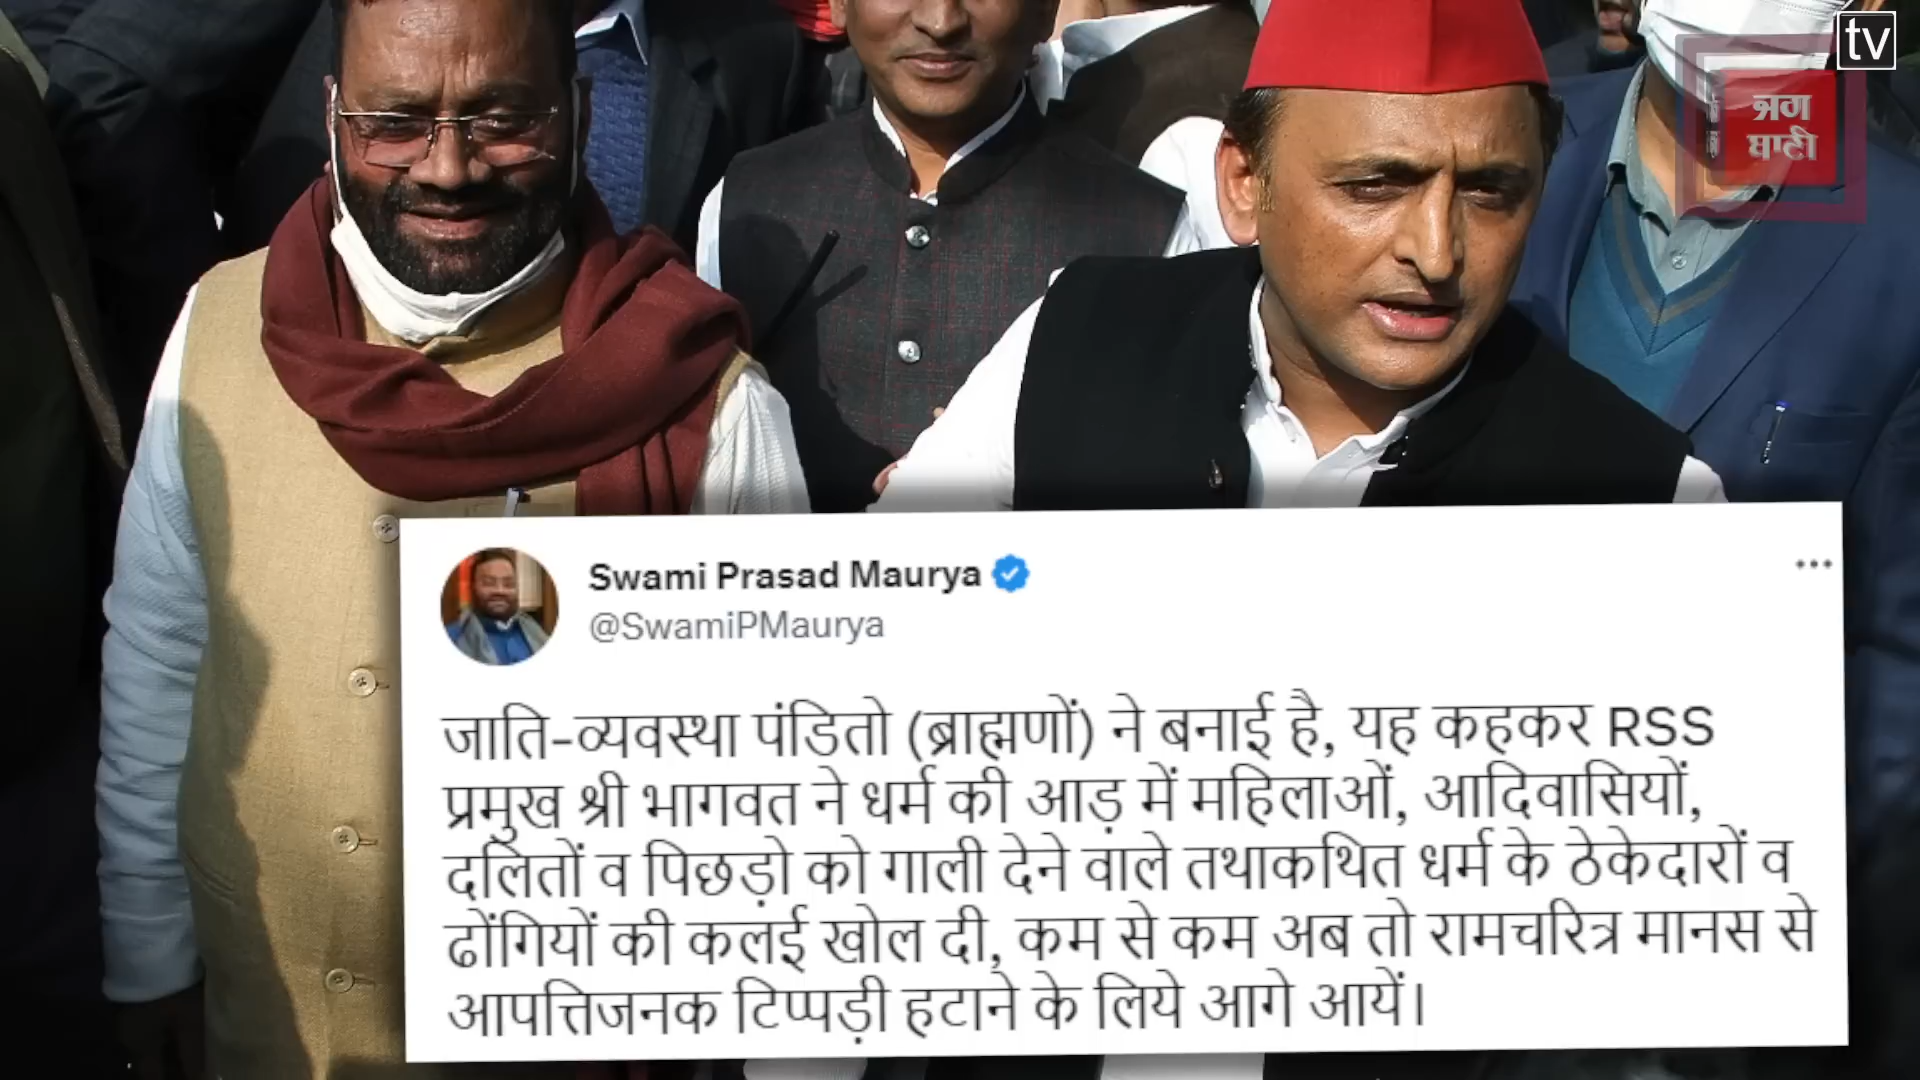 tv
जग
बाणी
Swami Prasad Maurya
@SwamiPMaurya
जाति-व्यवस्था पंडितो (ब्राह्मणों) ने बनाई है, यह कहकर RSS
प्रमुख श्री भागवत ने धर्म की आड़ में महिलाओं, आदिवासियों,
दलितों व पिछड़ो को गाली देने वाले तथाकथित धर्म के ठेकेदारों व
ढोंगियों की कलई खोल दी, कम से कम अब तो रामचरित्र मानस से
आपत्तिजनक टिप्पड़ी हटाने के लिये आगे आयें।